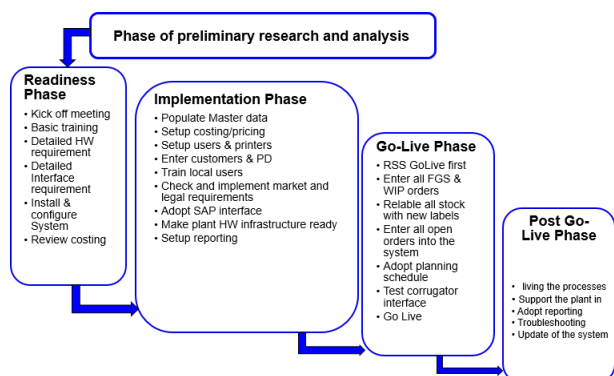 Phase of preliminary research and analysis
Readiness
Phase
• Kick off meeting
• Basic training
• Detailed HW
requirement
• Detailed
Interface
requirement
• Install &
configure
System
• Review costing
Implementation Phase
• Populate Master data
• Setup costing/pricing
• Setup users & printers
• Enter customers & PD
• Train local users
• Check and implement market and
legal requirements
• Adopt SAP interface
• Make plant HW infrastructure ready
• Setup reporting
Go-Live Phase
• RSS GoLive first
• Enter all FGS &
WIP orders
• Relable all stock
with new labels
• Enter all open
orders into the
system
• Adopt planning
schedule
• Test corrugator
interface
• Go Live
Post Go-
Live Phase
• living the processes
• Support the plant in
• Adopt reporting
• Troubleshooting
• Update of the system